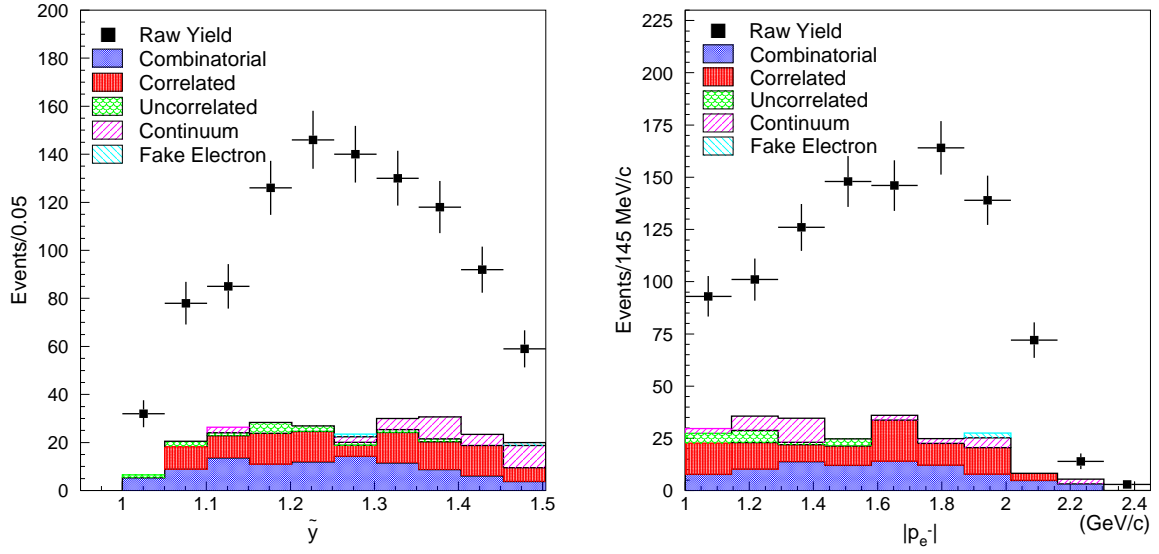 Events/0.05
200
180
160
140
120
100
80
60
40
20
0
Raw Yield
Combinatorial
Correlated
Uncorrelated
Continuum
Fake Electron
1 1.1 1.2 1.3 1.4 1.5
ỹ
Events/145 MeV/c
225
200
175
150
125
100
75
50
25
0
Raw Yield
Combinatorial
Correlated
Uncorrelated
Continuum
Fake Electron
1 1.2 1.4 1.6 1.8 2 2.2 2.4
|p_e-|
(GeV/c)